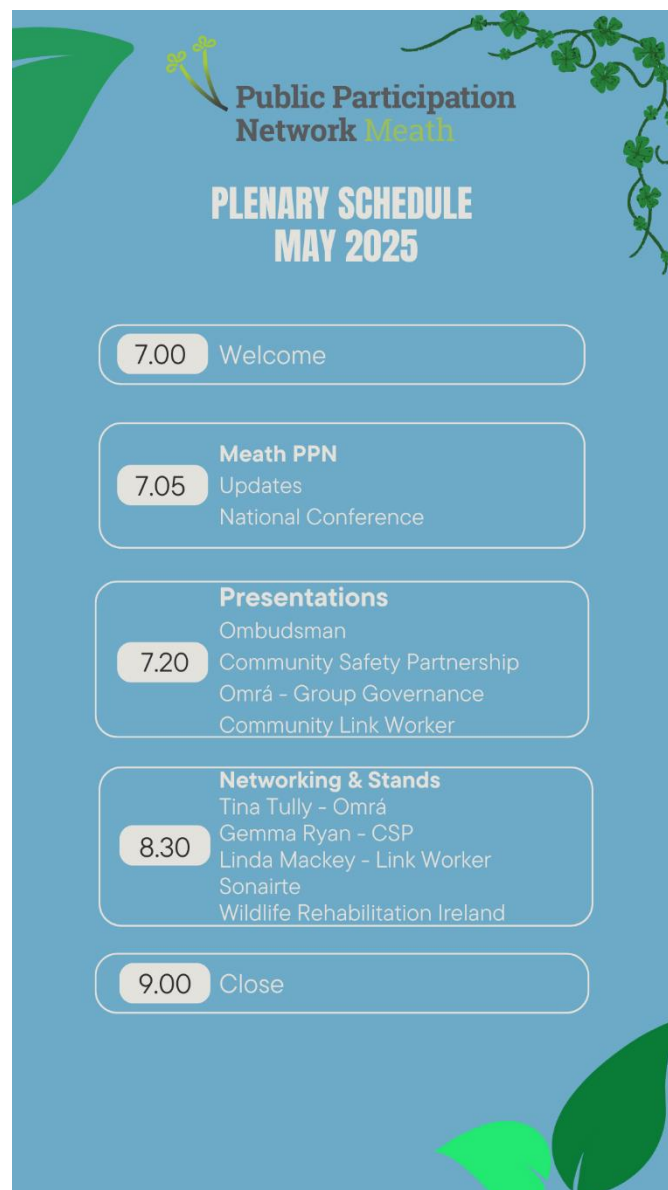 Public Participation
Network Meath
PLENARY SCHEDULE
MAY 2025
7.00 Welcome
Meath PPN
7.05 Updates
National Conference
Presentations
Ombudsman
7.20 Community Safety Partnership
Omrá - Group Governance
Community Link Worker
Networking & Stands
Tina Tully - Omrá
8.30 Gemma Ryan - CSP
Linda Mackey - Link Worker
Sonairte
Wildlife Rehabilitation Ireland
9.00 Close